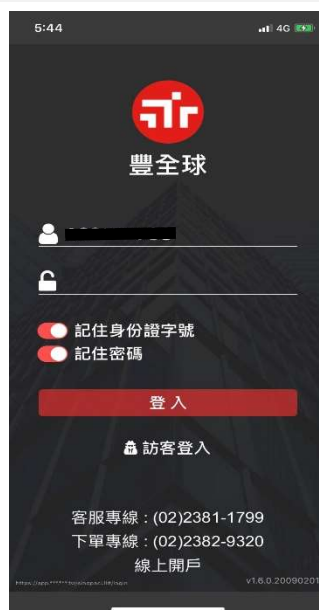 5:44
4G
豐全球
記住身份證字號
記住密碼
登入
訪客登入
客服專線：(02)2381-1799
下單專線：(02)2382-9320
線上開戶
v1.6.0.20090201